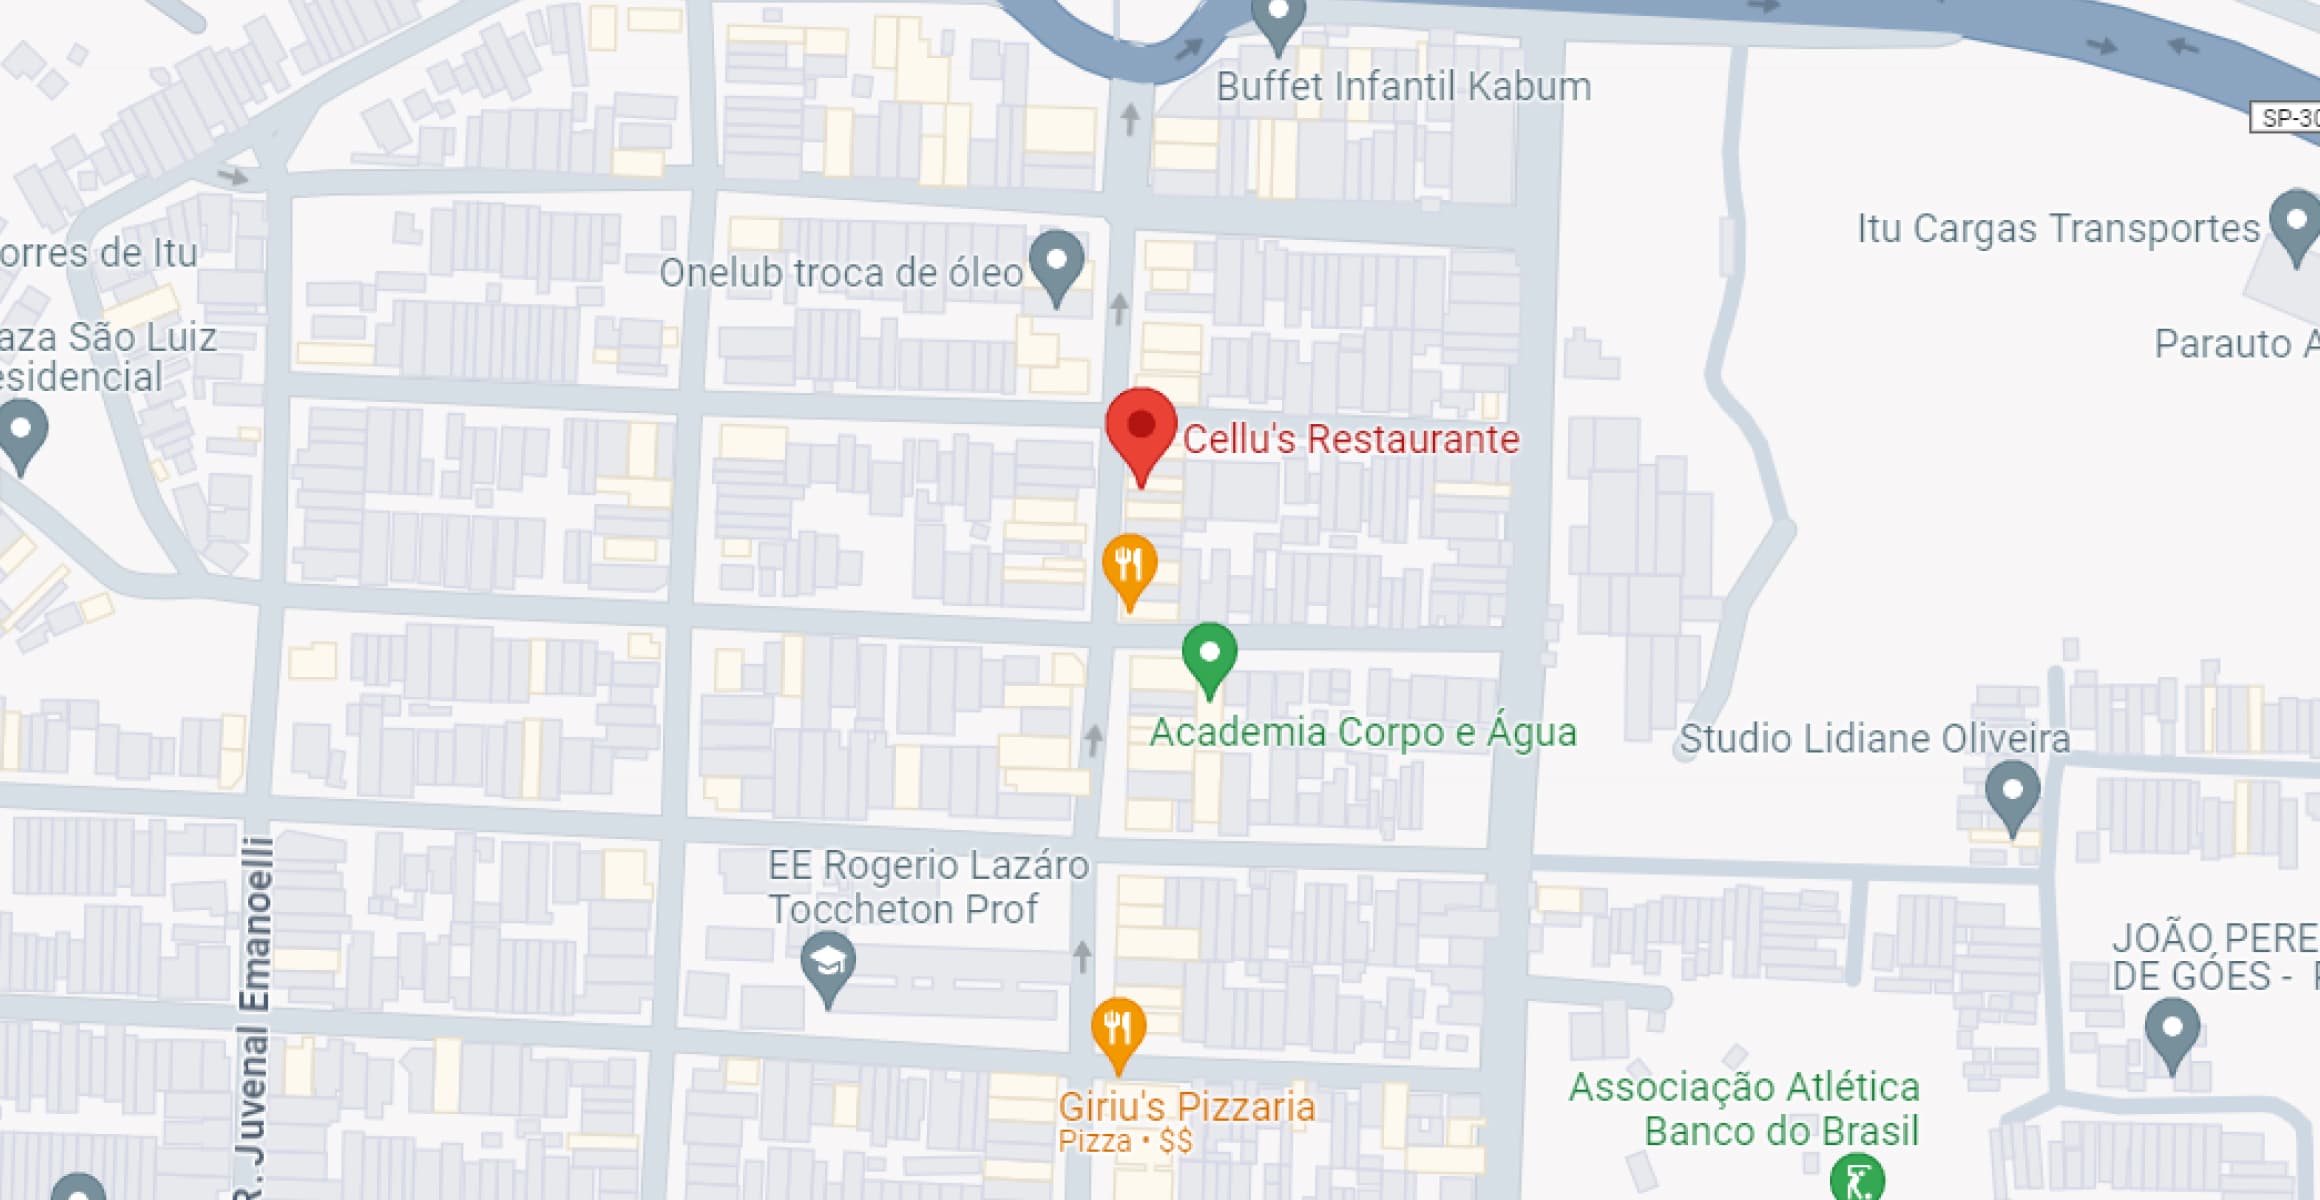 Buffet Infantil Kabum
SP-30
Itu Cargas Transportes
orres de Itu
Onelub troca de óleo
aza São Luiz
esidencial
Parauto A
Cellu's Restaurante
Academia Corpo e Água
Studio Lidiane Oliveira
EE Rogerio Lazáro
Toccheton Prof
R. Juvenal Emanoelli
JOÃO PERE
DE GÓES -
Giriu's Pizzaria
Pizza • $$
Associação Atlética
Banco do Brasil